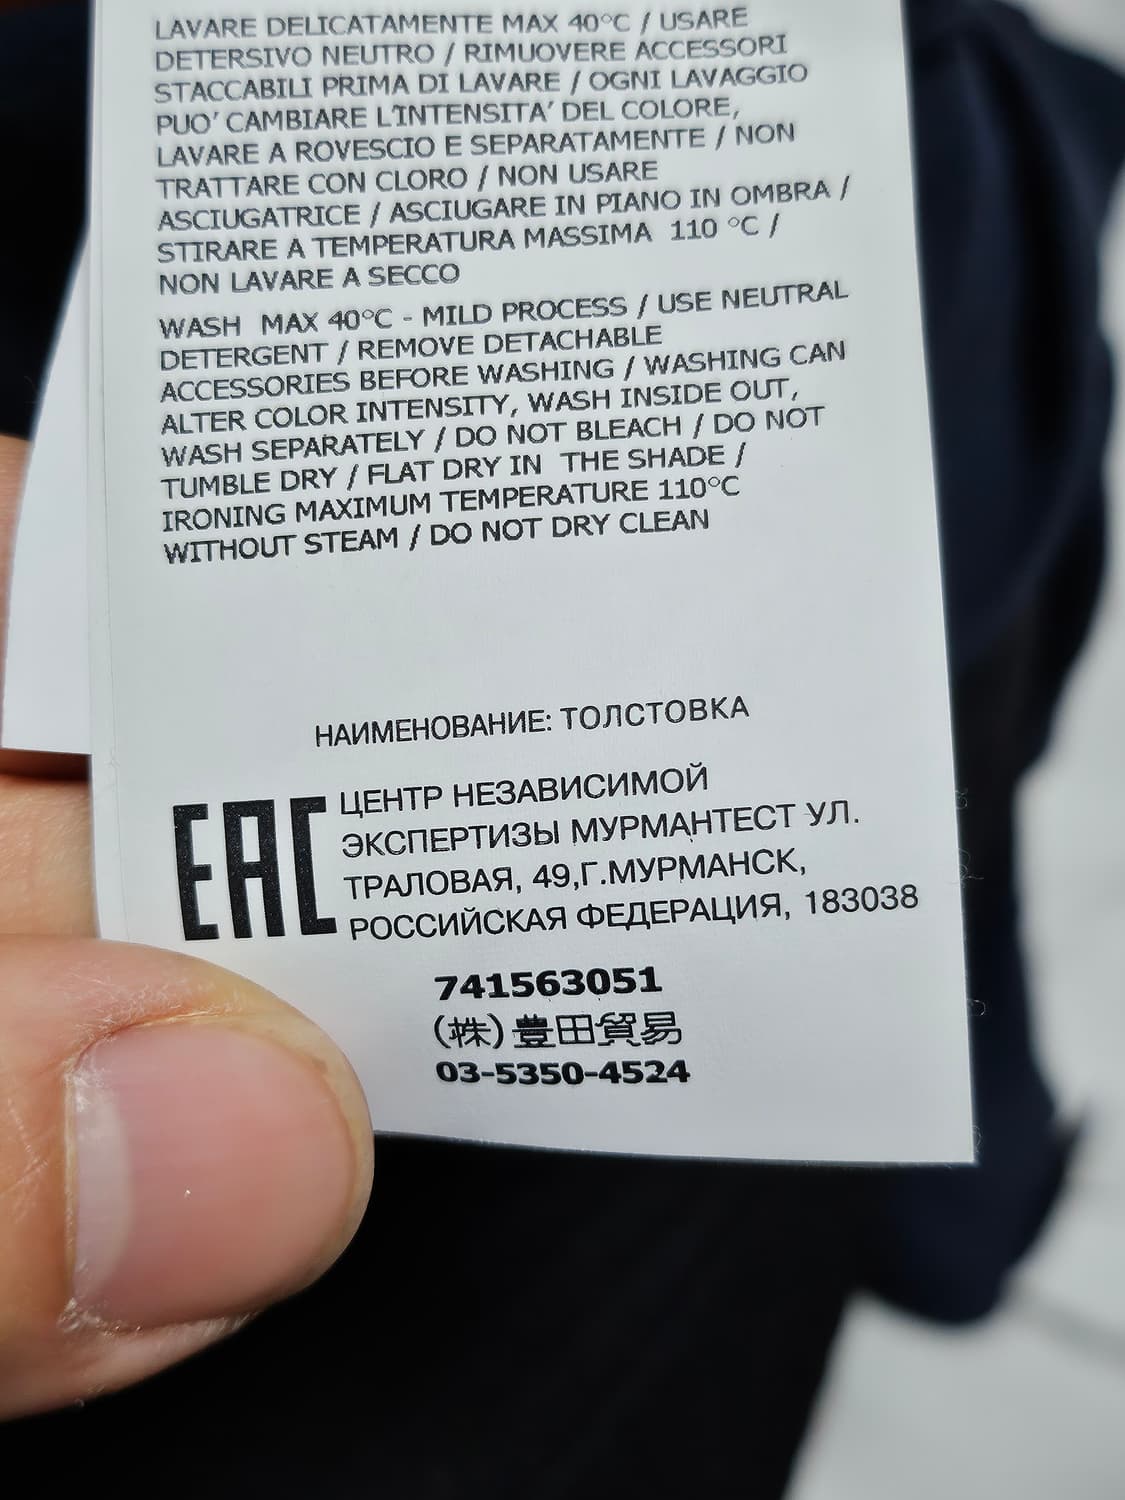 LAVARE DELICATAMENTE MAX 40°C / USARE
DETERSIVO NEUTRO / RIMUOVERE ACCESSORI
STACCABILI PRIMA DI LAVARE / OGNI LAVAGGIO
PUO' CAMBIARE L'INTENSITA' DEL COLORE,
LAVARE A ROVESCIO E SEPARATAMENTE / NON
TRATTARE CON CLORO / NON USARE
ASCIUGATRICE / ASCIUGARE IN PIANO IN OMBRA /
STIRARE A TEMPERATURA MASSIMA 110 °C /
NON LAVARE A SECCO
WASH MAX 40°C - MILD PROCESS / USE NEUTRAL
DETERGENT / REMOVE DETACHABLE
ACCESSORIES BEFORE WASHING / WASHING CAN
ALTER COLOR INTENSITY, WASH INSIDE OUT,
WASH SEPARATELY / DO NOT BLEACH / DO NOT
TUMBLE DRY / FLAT DRY IN THE SHADE /
IRONING MAXIMUM TEMPERATURE 110°C
WITHOUT STEAM / DO NOT DRY CLEAN
НАИМЕНОВАНИЕ: ТОЛСТОВКА
EAC
ЦЕНТР НЕЗАВИСИМОЙ
ЭКСПЕРТИЗЫ МУРМАНТЕСТ УЛ.
ТРАЛОВАЯ, 49,Г.МУРМАНСК,
РОССИЙСКАЯ ФЕДЕРАЦИЯ, 183038
741563051
(株)豊田貿易
03-5350-4524